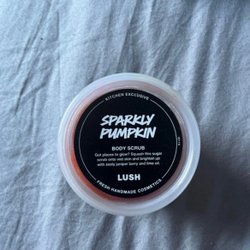 KITCHEN EXCLUSIVE
SPARKLY
PUMPKIN
BODY SCRUB
Got places to glow? Squash this sugar
scrub onto wet skin and brighten up
with zesty juniper berry and lime oil.
LUSH
FRESH HANDMADE COSMETICS